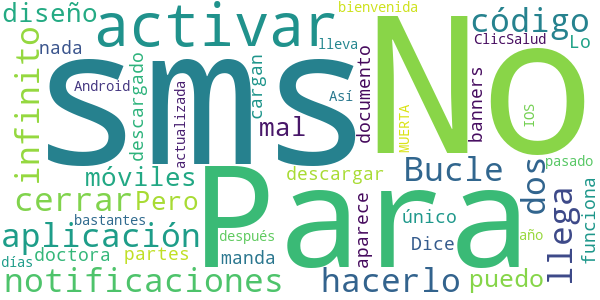 bienvenida
diseño
activar
código
No
nada
lleva
ClicSalud
Lo
infinito
sms
Android
descargado
actualizada
cargan
Así
documento
banners
mal
MUERTA
IOS
móviles
Para
descargar
Bucle
dos
pasado
cerrar
Pero
aparece
llega
funciona
bastantes
único
año
aplicación
después
Dice
doctora
partes
manda
puedo
días
notificaciones
hacerlo